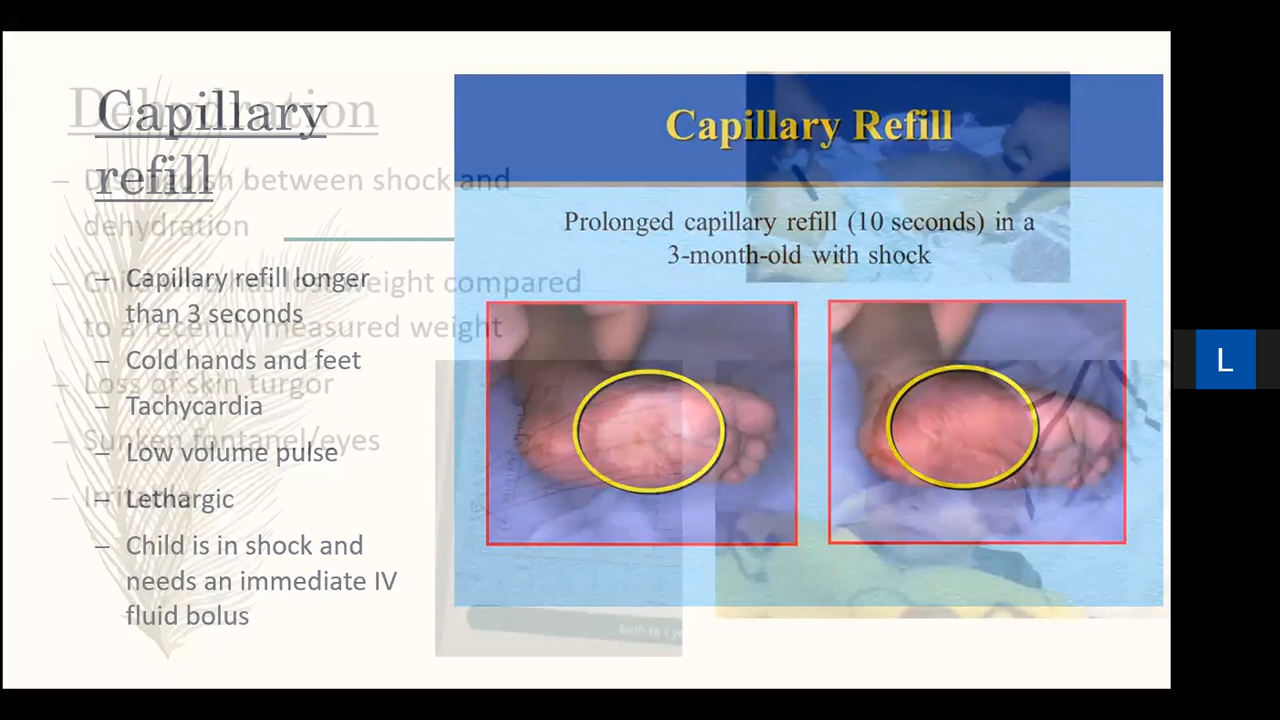 Capillary
refill
– Capillary refill longer
than 3 seconds
– Cold hands and feet
– Tachycardia
– Low volume pulse
– Lethargic
– Child is in shock and
needs an immediate IV
fluid bolus
Capillary Refill
Prolonged capillary refill (10 seconds) in a
3-month-old with shock
Dehydration
between shock and
dehydration
weight compared
to a recently measured weight
– Loss of skin turgor
– Sunken fontanel/eyes
Birth to 1
L